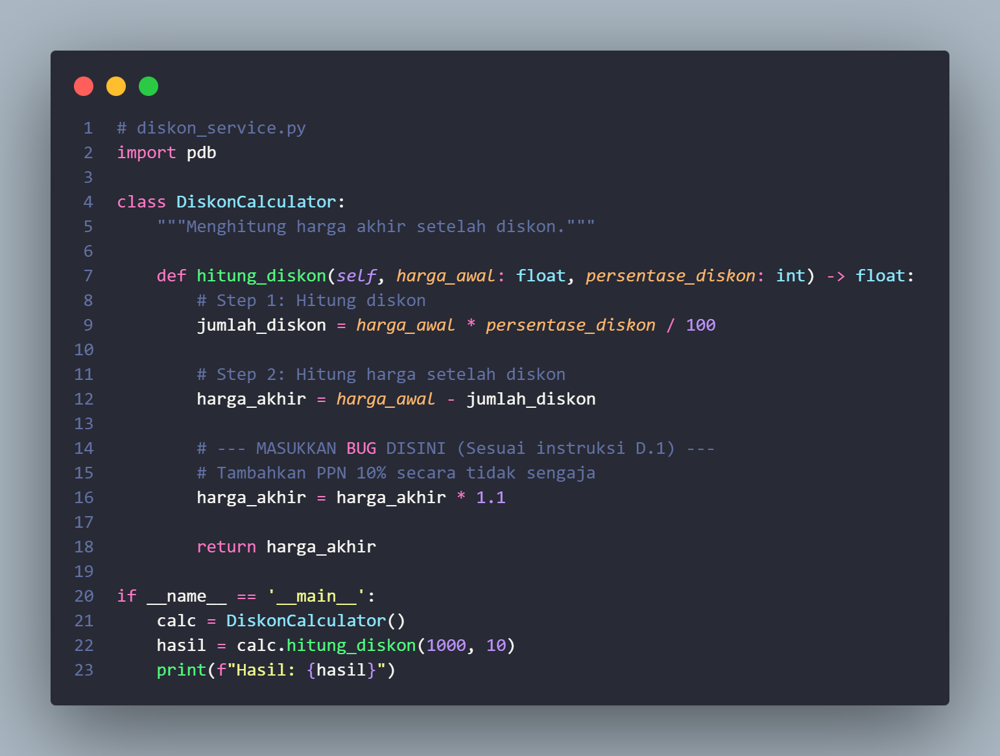 1 # diskon_service.py
2 import pdb
3
4 class DiskonCalculator:
5     """Menghitung harga akhir setelah diskon."""
6
7     def hitung_diskon(self, harga_awal: float, persentase_diskon: int) -> float:
8         # Step 1: Hitung diskon
9         jumlah_diskon = harga_awal * persentase_diskon / 100
10
11         # Step 2: Hitung harga setelah diskon
12         harga_akhir = harga_awal - jumlah_diskon
13
14         # --- MASUKKAN BUG DISINI (Sesuai instruksi D.1) ---
15         # Tambahkan PPN 10% secara tidak sengaja
16         harga_akhir = harga_akhir * 1.1
17
18         return harga_akhir
19
20 if __name__ == '__main__':
21     calc = DiskonCalculator()
22     hasil = calc.hitung_diskon(1000, 10)
23     print(f"Hasil: {hasil}")